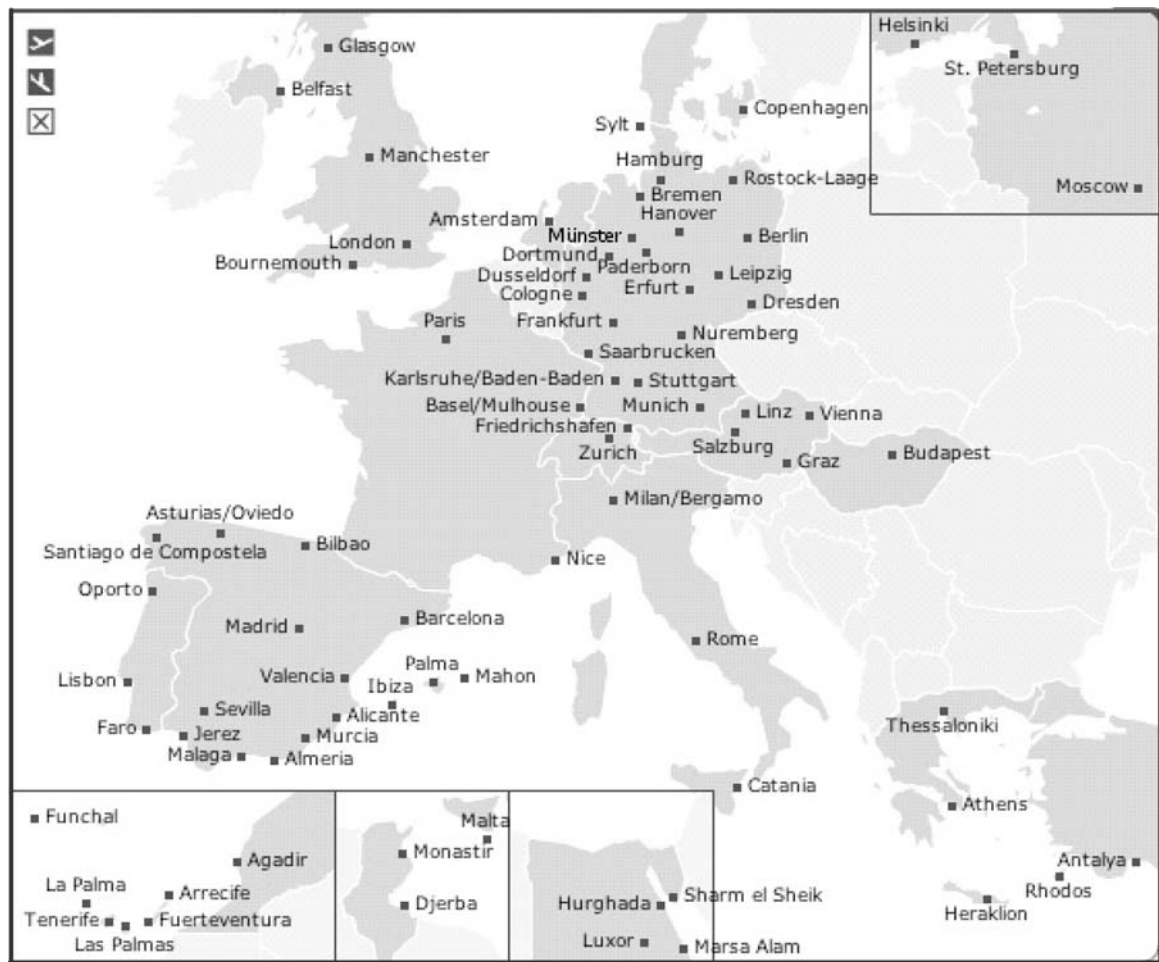 Glasgow
Helsinki
St. Petersburg
Belfast
Copenhagen
Sylt
Manchester
Hamburg
Rostock-Laage
Moscow
Bremen
Hanover
Amsterdam
Münster
Berlin
London
Dortmund
Bournemouth
Paderborn
Dusseldorf
Leipzig
Cologne
Erfurt
Dresden
Paris
Frankfurt
Nuremberg
Saarbrucken
Karlsruhe/Baden-Baden
Stuttgart
Basel/Mulhouse
Munich
Linz
Vienna
Friedrichshafen
Zurich
Salzburg
Budapest
Graz
Milan/Bergamo
Asturias/Oviedo
Santiago de Compostela
Bilbao
Nice
Oporto
Barcelona
Madrid
Rome
Lisbon
Valencia
Palma
Mahon
Ibiza
Sevilla
Alicante
Faro
Jerez
Murcia
Thessaloniki
Malaga
Almeria
Catania
Athens
Funchal
Malta
Agadir
Monastir
Antalya
La Palma
Arrecife
Sharm el Sheik
Rhodos
Djerba
Hurghada
Heraklion
Tenerife
Fuerteventura
Las Palmas
Luxor
Marsa Alam